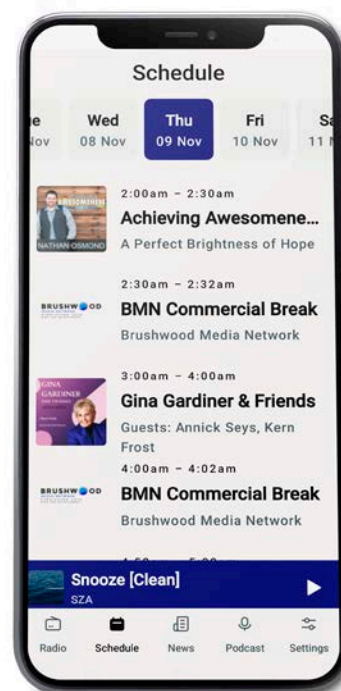 Schedule
Wed
Thu
Fri
Nov
08 Nov
09 Nov
10 Nov
11
2:00am – 2:30am
Achieving Awesomene...
A Perfect Brightness of Hope
AWESOMENESS
NATHAN OSMOND
2:30am – 2:32am
BMN Commercial Break
Brushwood Media Network
BRUSHWOOD
3:00am – 4:00am
Gina Gardiner & Friends
Guests: Annick Seys, Kern
Frost
GINA
GARDINER
4:00am – 4:02am
BMN Commercial Break
Brushwood Media Network
BRUSHWOOD
Snooze [Clean]
SZA
Radio
Schedule
News
Podcast
Settings